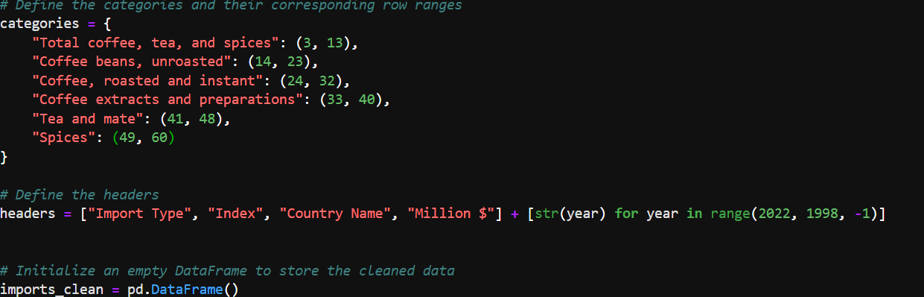 # Define the categories and their corresponding row ranges
categories = {
    "Total coffee, tea, and spices": (3, 13),
    "Coffee beans, unroasted": (14, 23),
    "Coffee, roasted and instant": (24, 32),
    "Coffee extracts and preparations": (33, 40),
    "Tea and mate": (41, 48),
    "Spices": (49, 60)
}
# Define the headers
headers = ["Import Type", "Index", "Country Name", "Million $"] + [str(year) for year in range(2022, 1998, -1)]
# Initialize an empty DataFrame to store the cleaned data
imports_clean = pd.DataFrame()